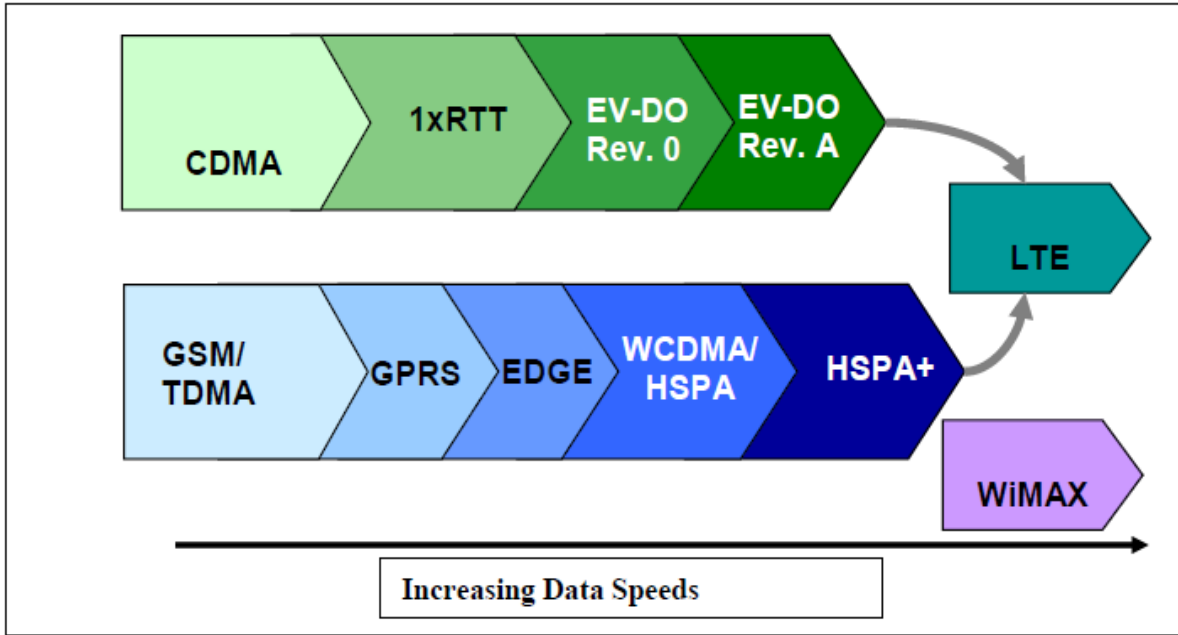 CDMA
1xRTT
EV-DO
Rev. 0
EV-DO
Rev. A
LTE
GSM/
TDMA
GPRS
EDGE
WCDMA/
HSPA
HSPA+
WiMAX
Increasing Data Speeds